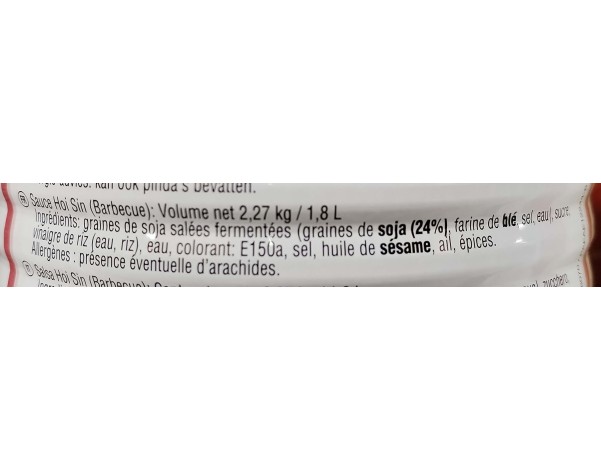 Kan ook pinda's bevatten.
FR Sauce Hoi Sin (Barbecue): Volume net 2,27 kg / 1,8 L
Ingrédients: graines de soja salées fermentées (graines de soja (24%), farine de blé, sel, eau), sucre,
vinaigre de riz (eau, riz), eau, colorant: E150a, sel, huile de sésame, ail, épices.
Allergènes : présence éventuelle d'arachides.
Salsa Hoi Sin (Barbecue):
zucchero,